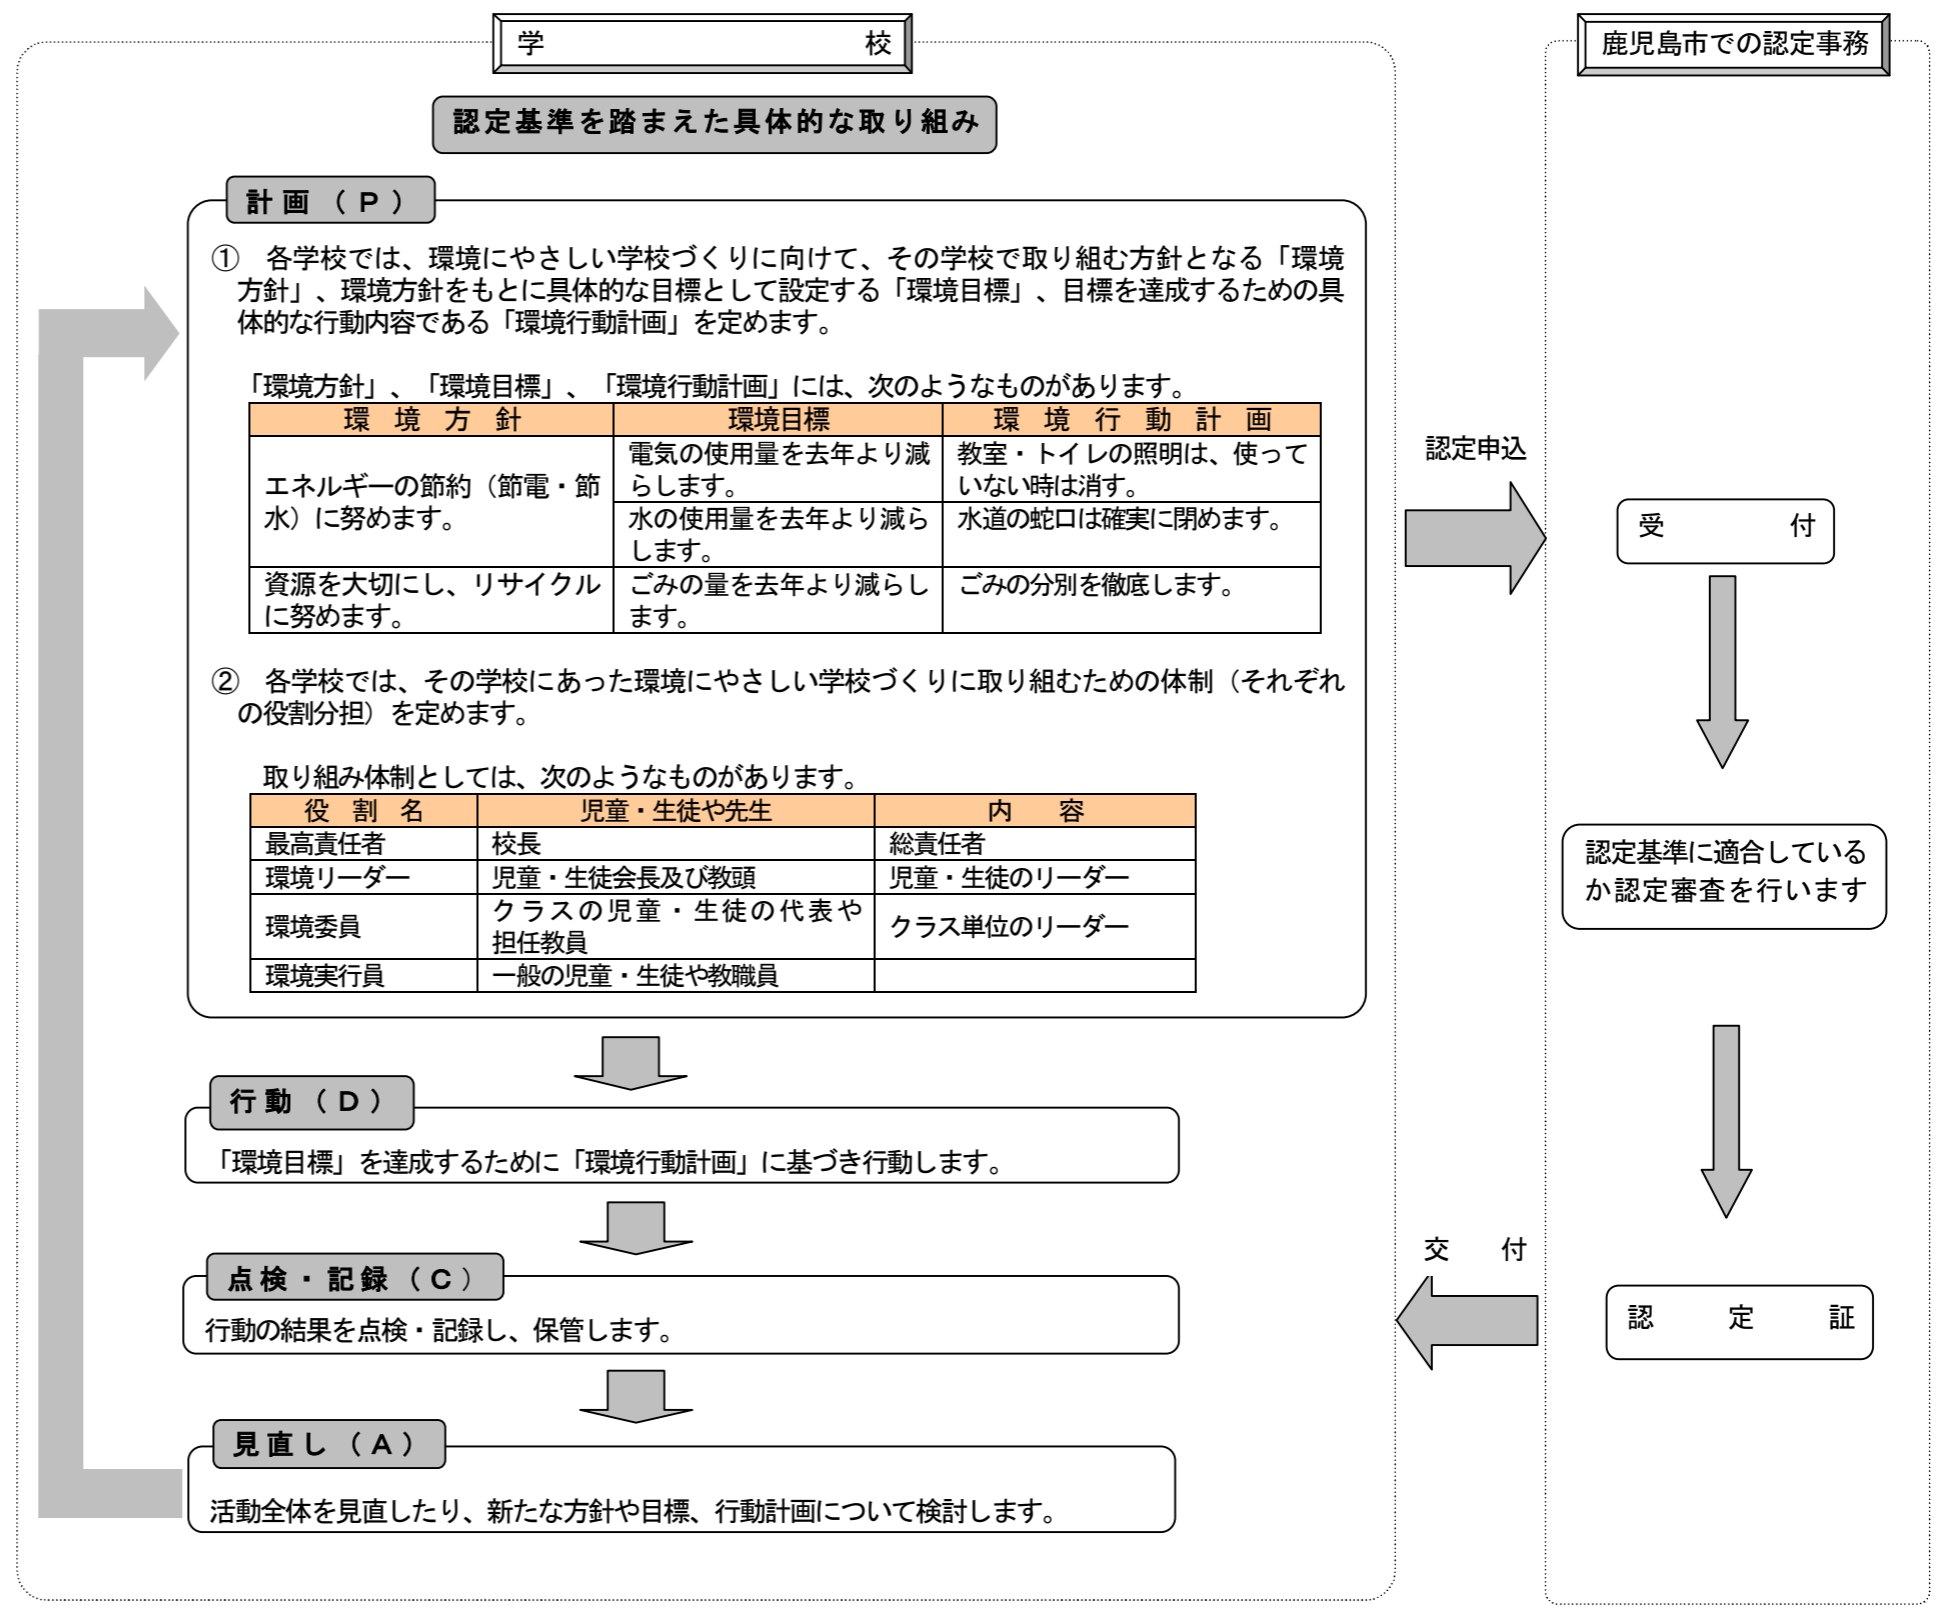 学　校
認定基準を踏まえた具体的な取り組み
計画（Ｐ）
①　各学校では、環境にやさしい学校づくりに向けて、その学校で取り組む方針となる「環境
方針」、環境方針をもとに具体的な目標として設定する「環境目標」、目標を達成するための具
体的な行動内容である「環境行動計画」を定めます。
「環境方針」、「環境目標」、「環境行動計画」には、次のようなものがあります。
環　境　方　針　環境目標　環　境　行　動　計　画
エネルギーの節約（節電・節
水）に努めます。
電気の使用量を去年より減
らします。
教室・トイレの照明は、使って
いない時は消す。
水の使用量を去年より減ら
します。
水道の蛇口は確実に閉めます。
資源を大切にし、リサイクル
に努めます。
ごみの量を去年より減らし
ます。
ごみの分別を徹底します。
②　各学校では、その学校にあった環境にやさしい学校づくりに取り組むための体制（それぞれ
の役割分担）を定めます。
取り組み体制としては、次のようなものがあります。
役　割　名　児童・生徒や先生　内　容
最高責任者　校長　総責任者
環境リーダー　児童・生徒会長及び教頭　児童・生徒のリーダー
環境委員
クラスの児童・生徒の代表や
担任教員
クラス単位のリーダー
環境実行員　一般の児童・生徒や教職員
行動（Ｄ）
「環境目標」を達成するために「環境行動計画」に基づき行動します。
点検・記録（Ｃ）
行動の結果を点検・記録し、保管します。
見直し（Ａ）
活動全体を見直したり、新たな方針や目標、行動計画について検討します。
認定申込
交　付
鹿児島市での認定事務
受　付
認定基準に適合している
か認定審査を行います
認　定　証